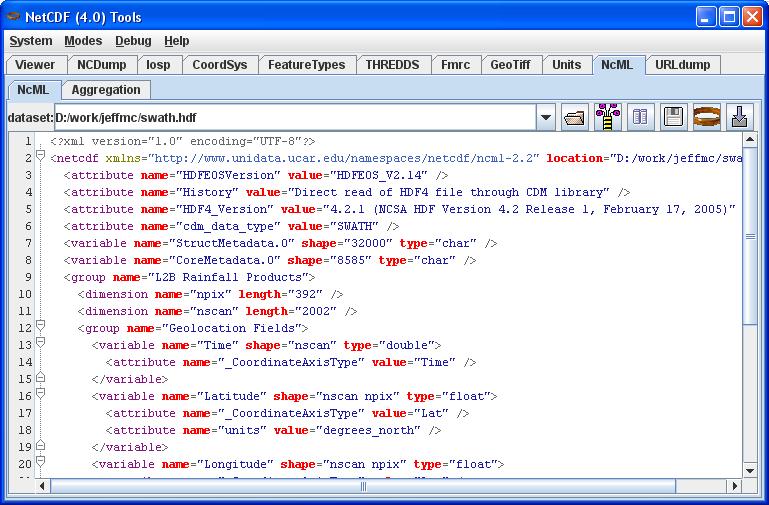 NetCDF (4.0) Tools
System Modes Debug Help
Viewer NCDump Iosp CoordSys FeatureTypes THREDDS Fmrc GeoTiff Units NcML URLdump
NcML Aggregation
dataset: D:/work/jeffmc/swath.hdf
1 <?xml version="1.0" encoding="UTF-8"?>
2 <netcdf xmlns="http://www.unidata.ucar.edu/namespaces/netcdf/ncml-2.2" location="D:/work/jeffmc/swa
3 <attribute name="HDFEOSVersion" value="HDFEOS_V2.14" />
4 <attribute name="History" value="Direct read of HDF4 file through CDM library" />
5 <attribute name="HDF4_Version" value="4.2.1 (NCSA HDF Version 4.2 Release 1, February 17, 2005)"
6 <attribute name="cdm_data_type" value="SWATH" />
7 <variable name="StructMetadata.0" shape="32000" type="char" />
8 <variable name="CoreMetadata.0" shape="8585" type="char" />
9 <group name="L2B Rainfall Products">
10 <dimension name="npix" length="392" />
11 <dimension name="nscan" length="2002" />
12 <group name="Geolocation Fields">
13 <variable name="Time" shape="nscan" type="double">
14 <attribute name="_CoordinateAxisType" value="Time" />
15 </variable>
16 <variable name="Latitude" shape="nscan npix" type="float">
17 <attribute name="_CoordinateAxisType" value="Lat" />
18 <attribute name="units" value="degrees_north" />
19 </variable>
20 <variable name="Longitude" shape="nscan npix" type="float">